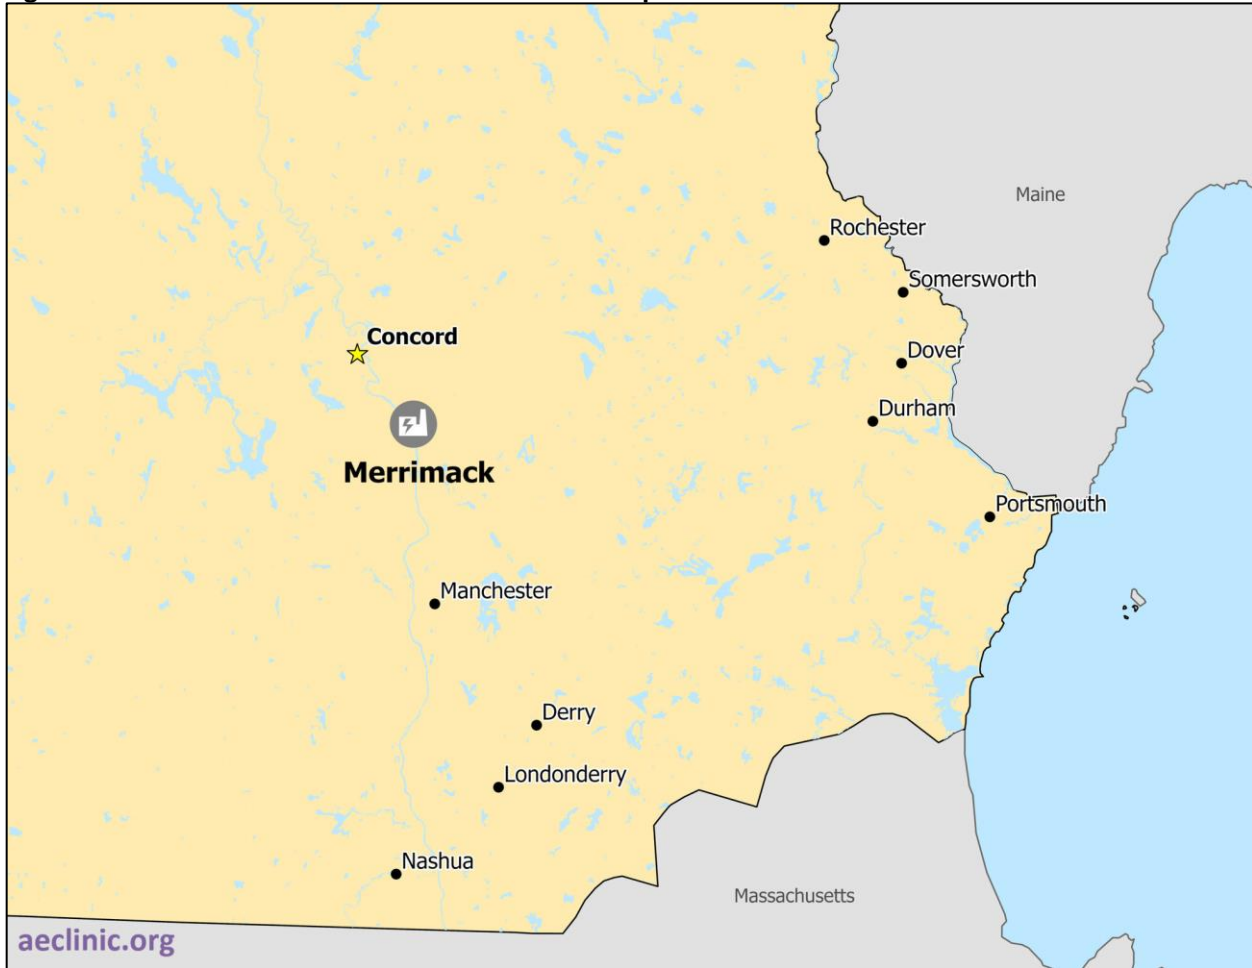 Maine
Rochester
Somersworth
Concord
Dover
Durham
Merrimack
Portsmouth
Manchester
Derry
Londonderry
Nashua
Massachusetts
aeclinic.org